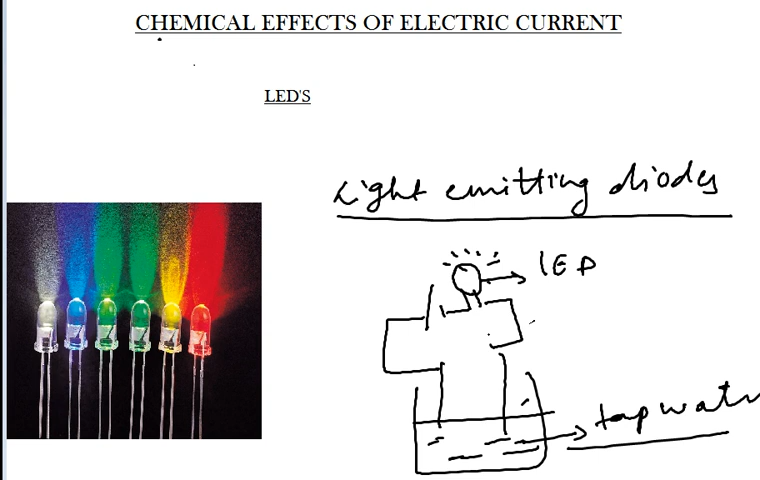 CHEMICAL EFFECTS OF ELECTRIC CURRENT
LED'S
Light emitting diodes
LED
tap water